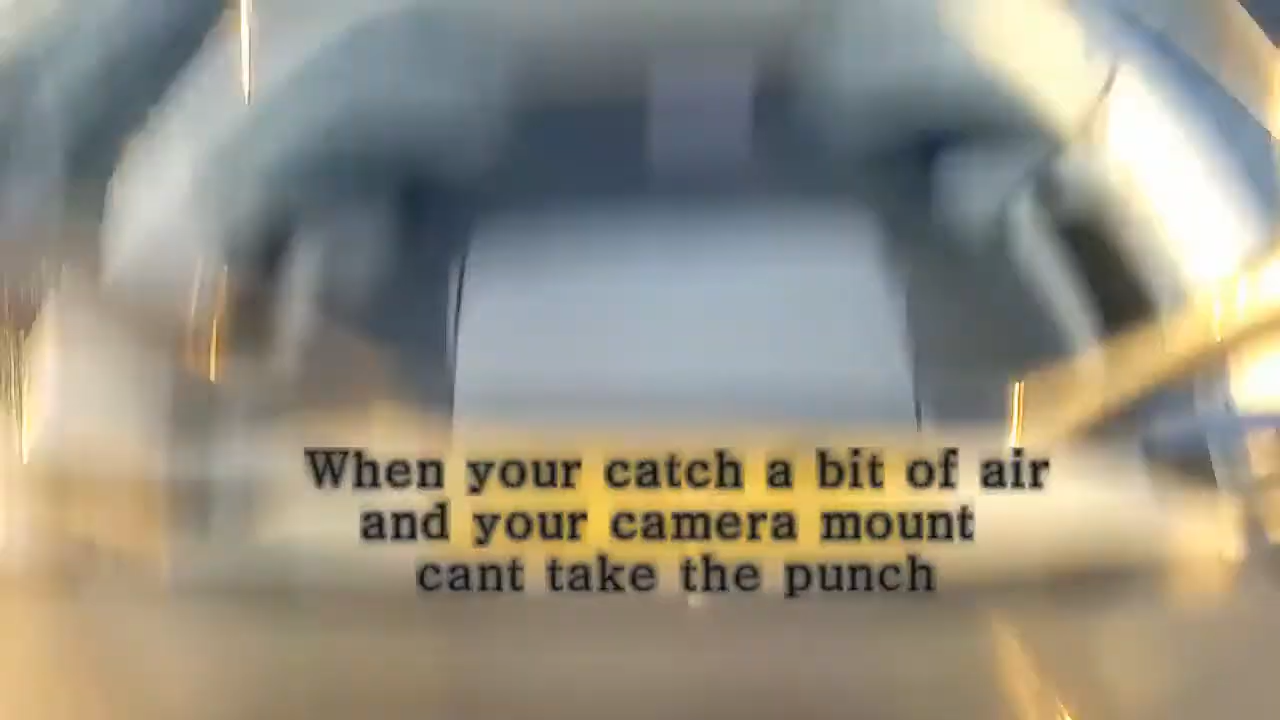 When your catch a bit of air
and your camera mount
cant take the punch